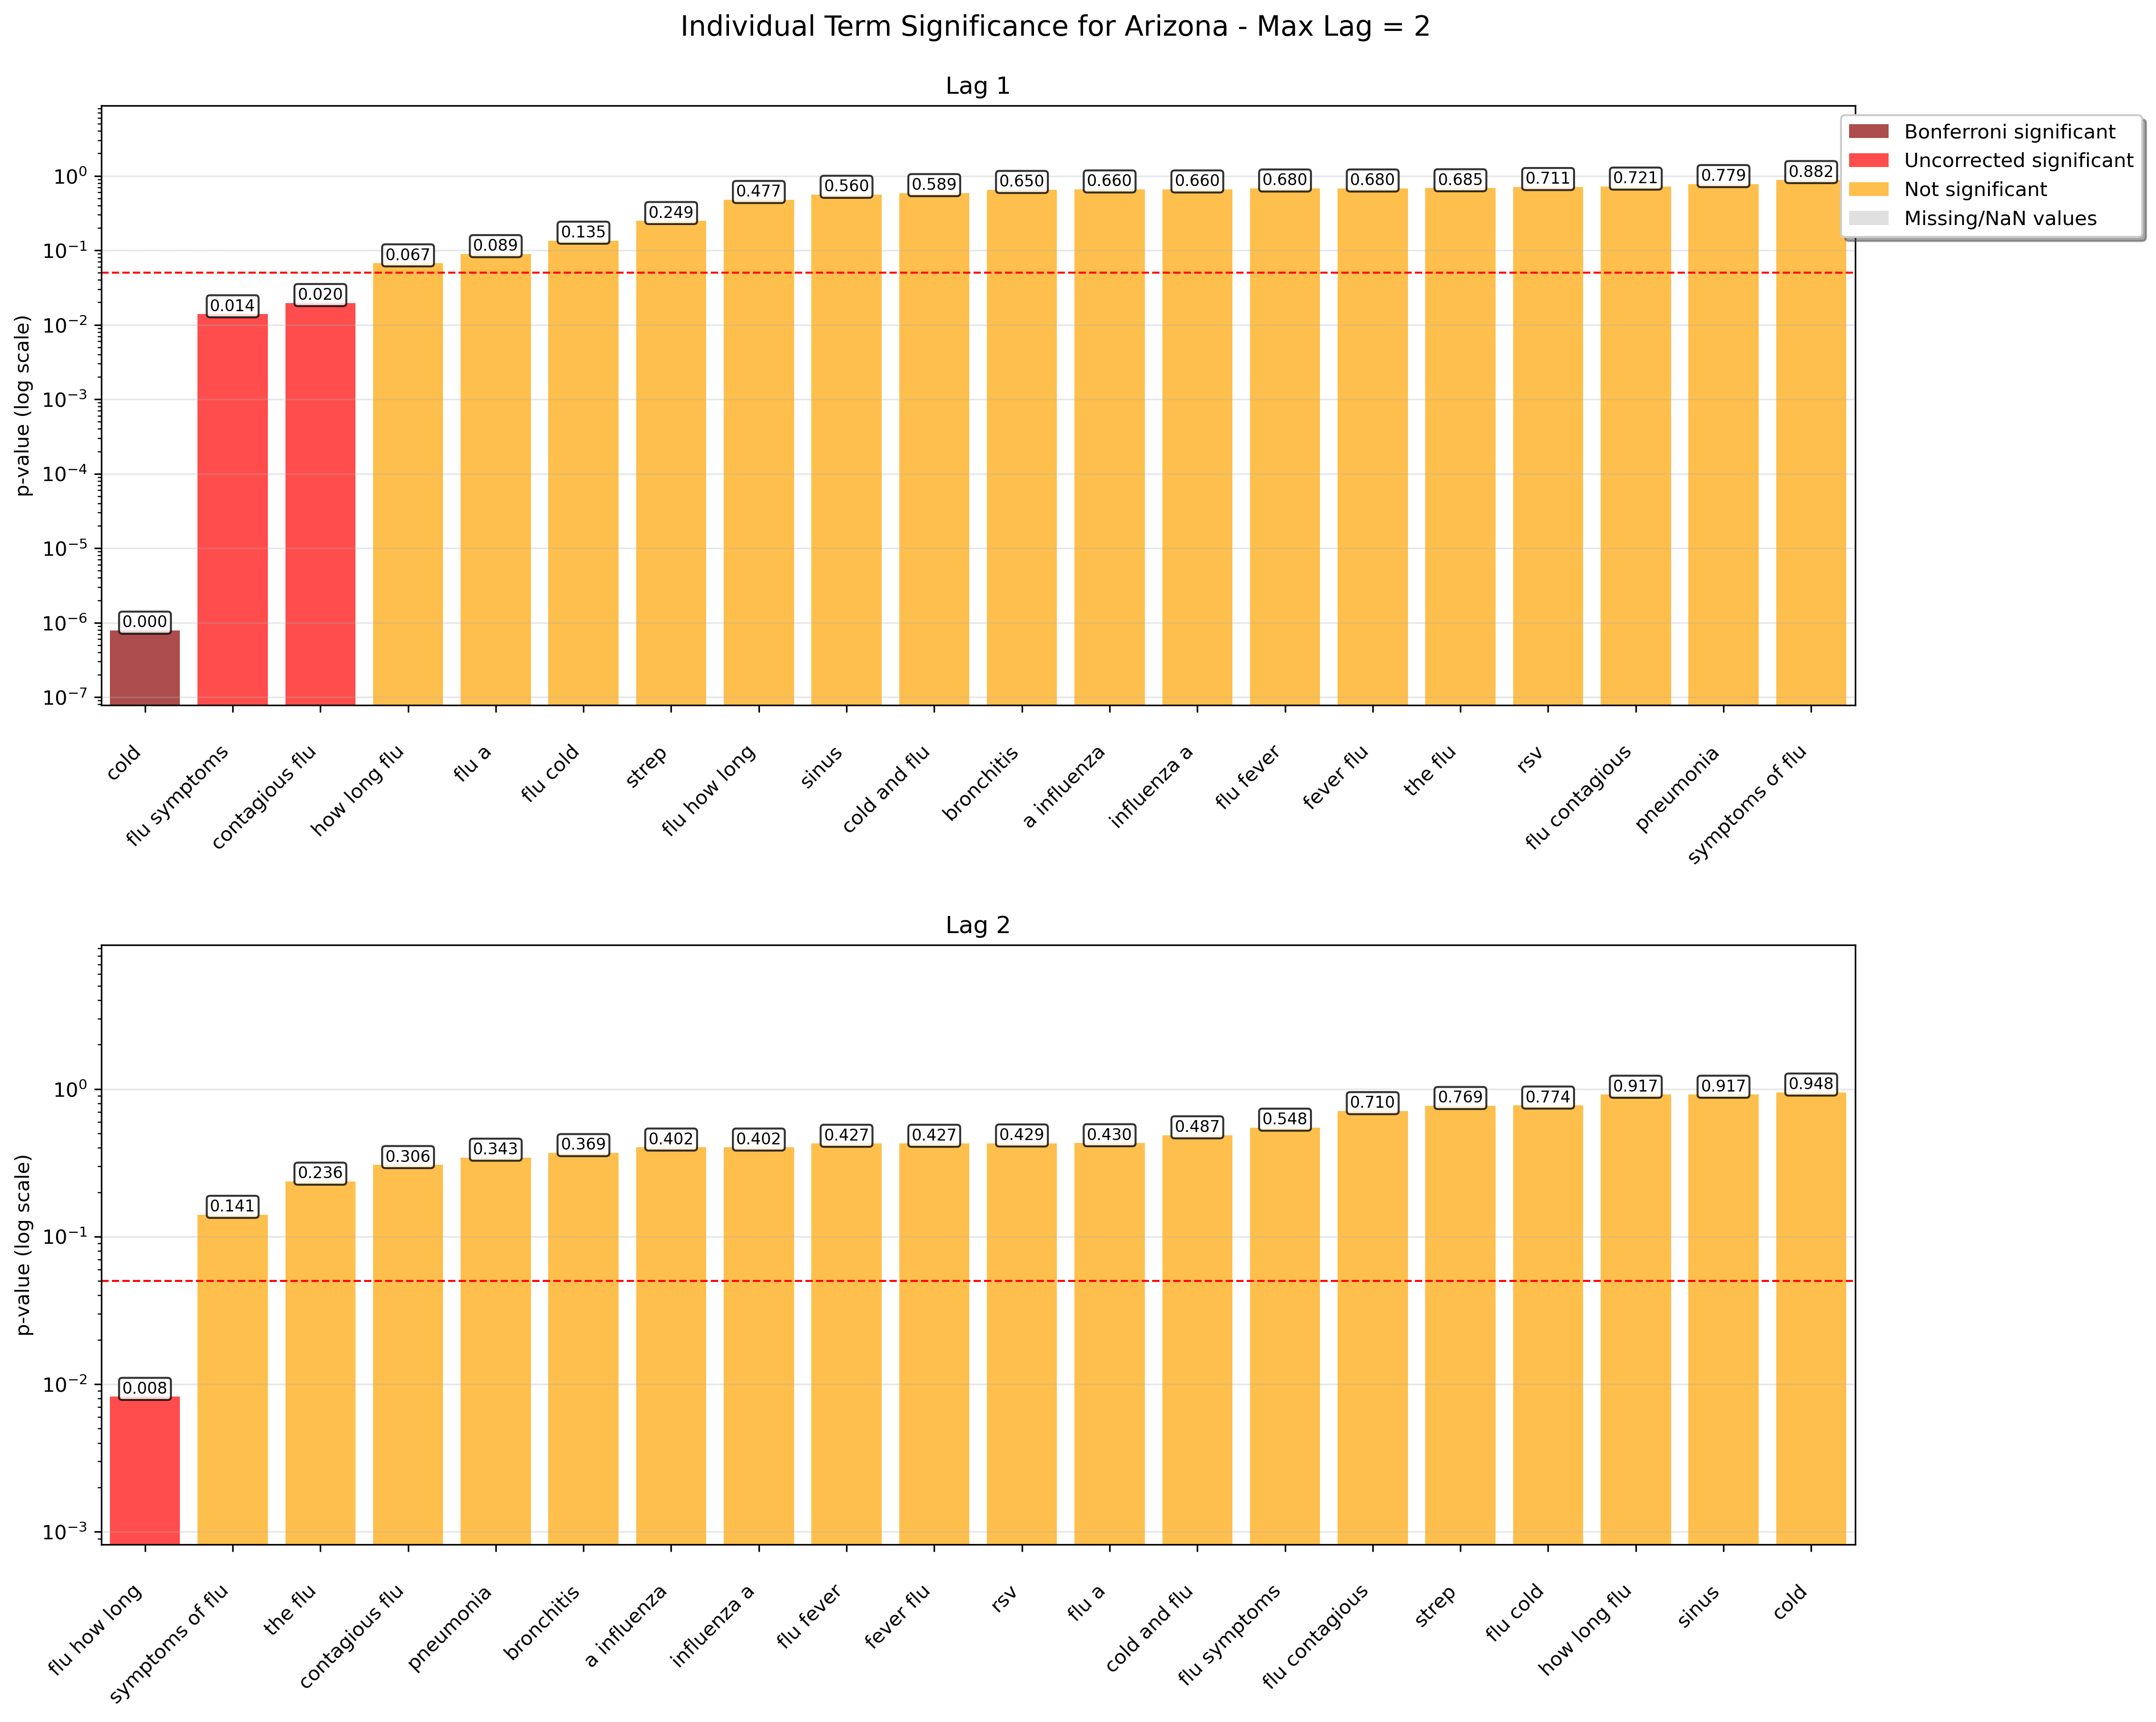 Individual Term Significance for Arizona - Max Lag = 2
Lag 1
Bonferroni significant
Uncorrected significant
Not significant
Missing/NaN values
p-value (log scale)
10⁰
10⁻¹
10⁻²
10⁻³
10⁻⁴
10⁻⁵
10⁻⁶
10⁻⁷
0.000
0.014
0.020
0.067
0.089
0.135
0.249
0.477
0.560
0.589
0.650
0.660
0.660
0.680
0.680
0.685
0.711
0.721
0.779
0.882
cold
flu symptoms
contagious flu
how long flu
flu a
flu cold
strep
flu how long
sinus
cold and flu
bronchitis
a influenza
influenza a
flu fever
fever flu
the flu
rsv
flu contagious
pneumonia
symptoms of flu
Lag 2
p-value (log scale)
10⁰
10⁻¹
10⁻²
10⁻³
0.008
0.141
0.236
0.306
0.343
0.369
0.402
0.402
0.427
0.427
0.429
0.430
0.487
0.548
0.710
0.769
0.774
0.917
0.917
0.948
flu how long
symptoms of flu
the flu
contagious flu
pneumonia
bronchitis
a influenza
influenza a
flu fever
fever flu
rsv
flu a
cold and flu
flu symptoms
flu contagious
strep
flu cold
how long flu
sinus
cold